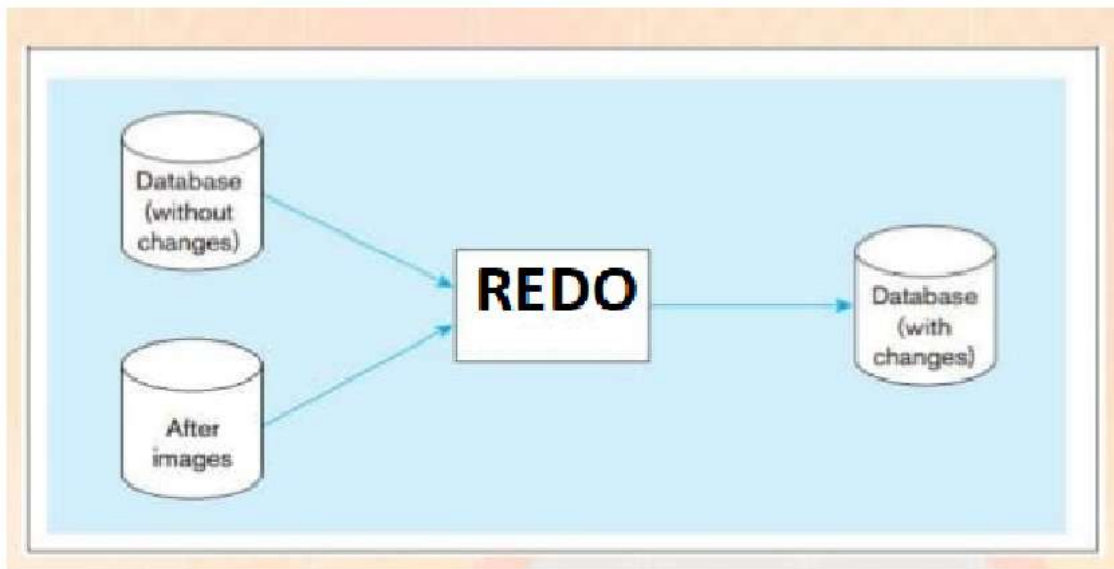 Database
(without
changes)
REDO
Database
(with
changes)
After
images